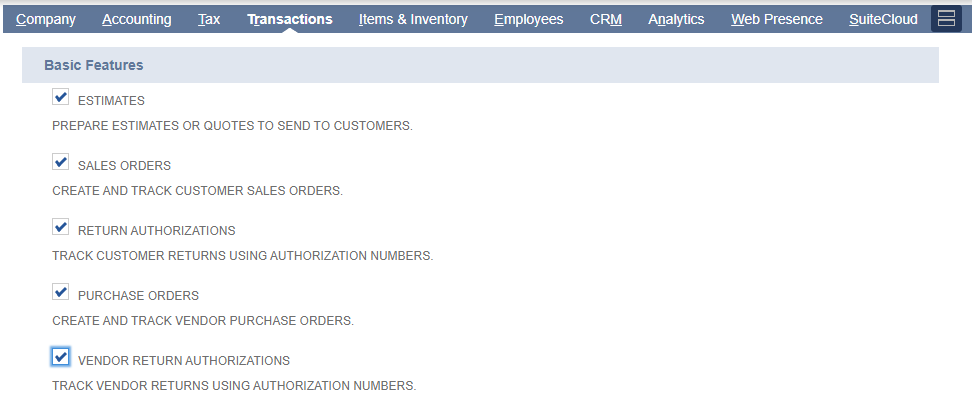 Company Accounting Tax Transactions Items & Inventory Employees CRM Analytics Web Presence SuiteCloud
Basic Features
ESTIMATES
PREPARE ESTIMATES OR QUOTES TO SEND TO CUSTOMERS.
SALES ORDERS
CREATE AND TRACK CUSTOMER SALES ORDERS.
RETURN AUTHORIZATIONS
TRACK CUSTOMER RETURNS USING AUTHORIZATION NUMBERS.
PURCHASE ORDERS
CREATE AND TRACK VENDOR PURCHASE ORDERS.
VENDOR RETURN AUTHORIZATIONS
TRACK VENDOR RETURNS USING AUTHORIZATION NUMBERS.